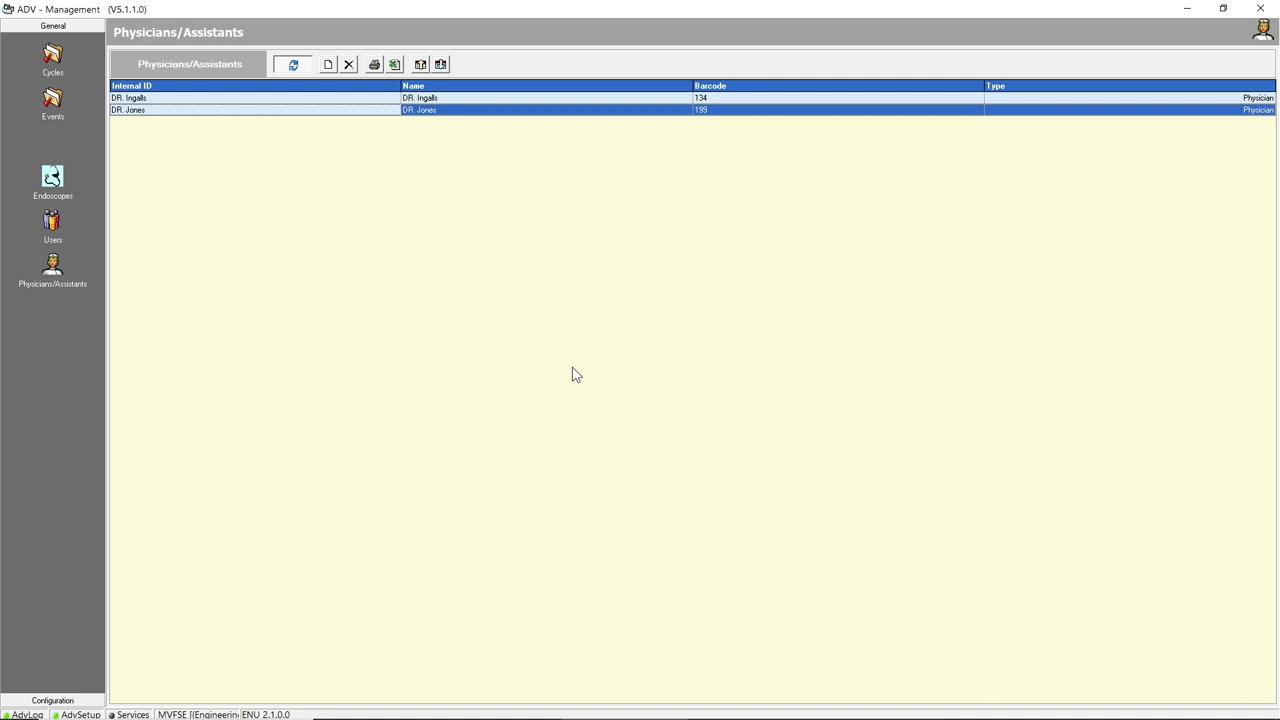 ADV - Management (V5.1.1.0)
General
Physicians/Assistants
Cycles
Events
Endoscopes
Users
Physicians/Assistants
Physicians/Assistants
Internal ID Name Barcode Type
DR. Ingalls DR. Ingalls 134 Physician
DR. Jones DR. Jones 199 Physician
Configuration
AdvLog AdvSetup Services MVFSE [(Engineerin ENU 2.1.0.0